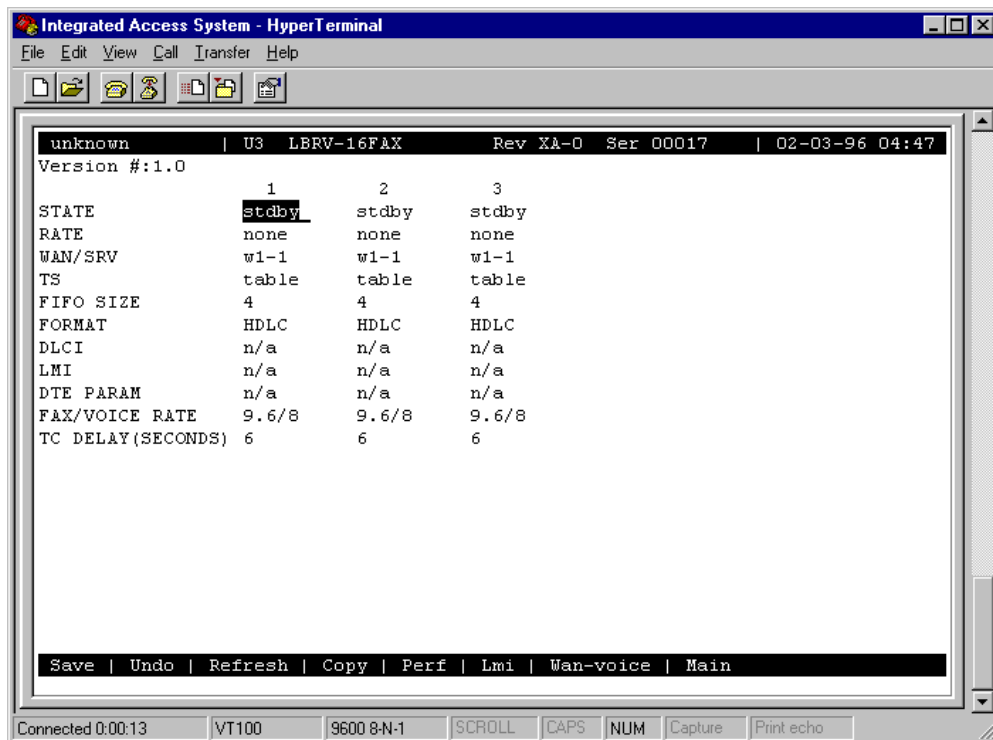 Integrated Access System - HyperTerminal
File Edit View Call Transfer Help
unknown | U3 LBRV-16FAX Rev XA-0 Ser 00017 | 02-03-96 04:47
Version #:1.0
1 2 3
STATE stdby stdby stdby
RATE none none none
WAN/SRV w1-1 w1-1 w1-1
TS table table table
FIFO SIZE 4 4 4
FORMAT HDLC HDLC HDLC
DLCI n/a n/a n/a
LMI n/a n/a n/a
DTE PARAM n/a n/a n/a
FAX/VOICE RATE 9.6/8 9.6/8 9.6/8
TC DELAY(SECONDS) 6 6 6
Save | Undo | Refresh | Copy | Perf | Lmi | Wan-voice | Main
Connected 0:00:13 VT100 9600 8-N-1 SCROLL CAPS NUM Capture Print echo